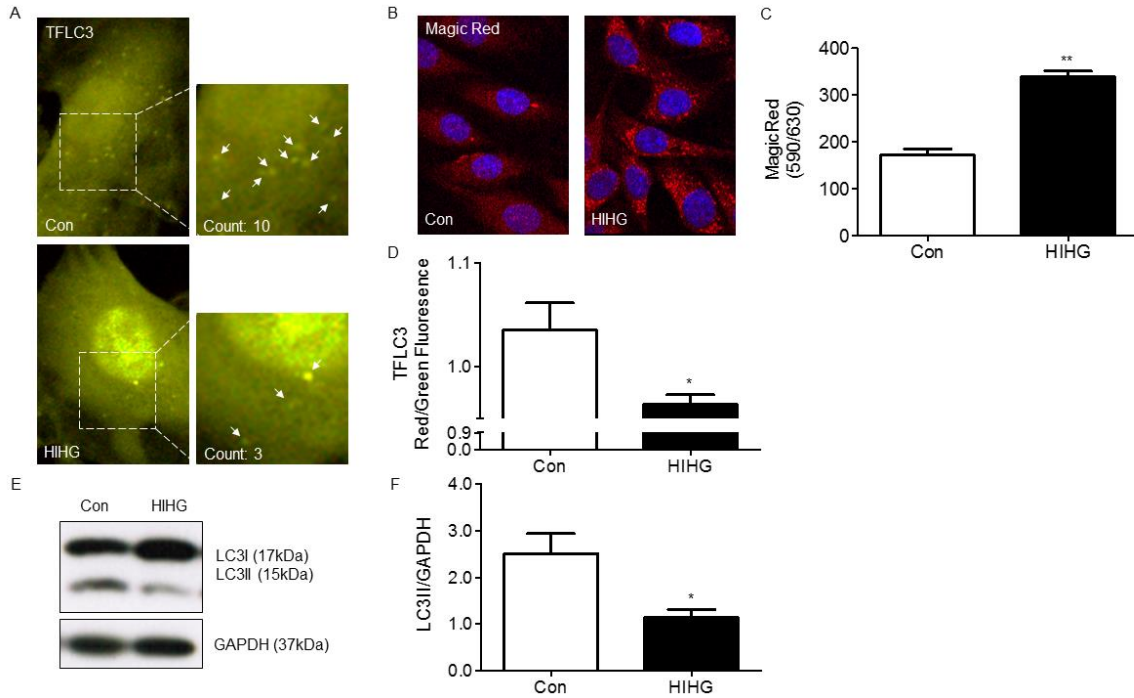 A
TFLC3
Con
Count: 10
HIHG
Count: 3
B
Magic Red
Con
HIHG
C
MagicRed
(590/630)
400
300
200
100
0
**
Con
HIHG
D
TFLC3
Red/Green Fluoresence
1.1
1.0
0.9
0.0
*
Con
HIHG
E
Con
HIHG
LC3I (17kDa)
LC3II (15kDa)
GAPDH (37kDa)
F
LC3II/GAPDH
4.0
3.0
2.0
1.0
0.0
*
Con
HIHG